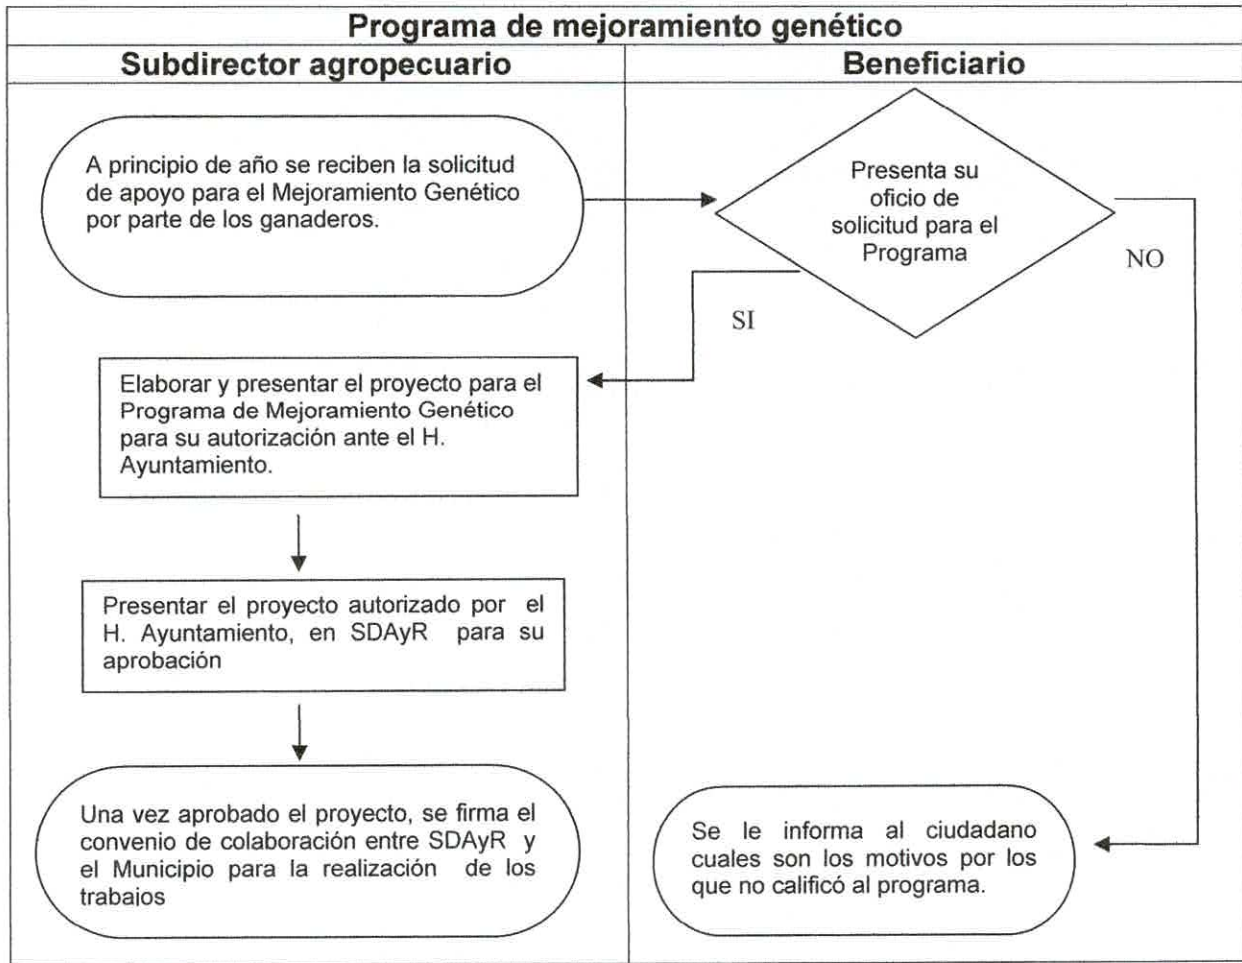 Programa de mejoramiento genético
Subdirector agropecuario
Beneficiario
A principio de año se reciben la solicitud
de apoyo para el Mejoramiento Genético
por parte de los ganaderos.
Presenta su
oficio de
solicitud para el
Programa
NO
SI
Elaborar y presentar el proyecto para el
Programa de Mejoramiento Genético
para su autorización ante el H.
Ayuntamiento.
Presentar el proyecto autorizado por el
H. Ayuntamiento, en SDAyR para su
aprobación
Una vez aprobado el proyecto, se firma el
convenio de colaboración entre SDAyR y
el Municipio para la realización de los
trabajos
Se le informa al ciudadano
cuales son los motivos por los
que no calificó al programa.